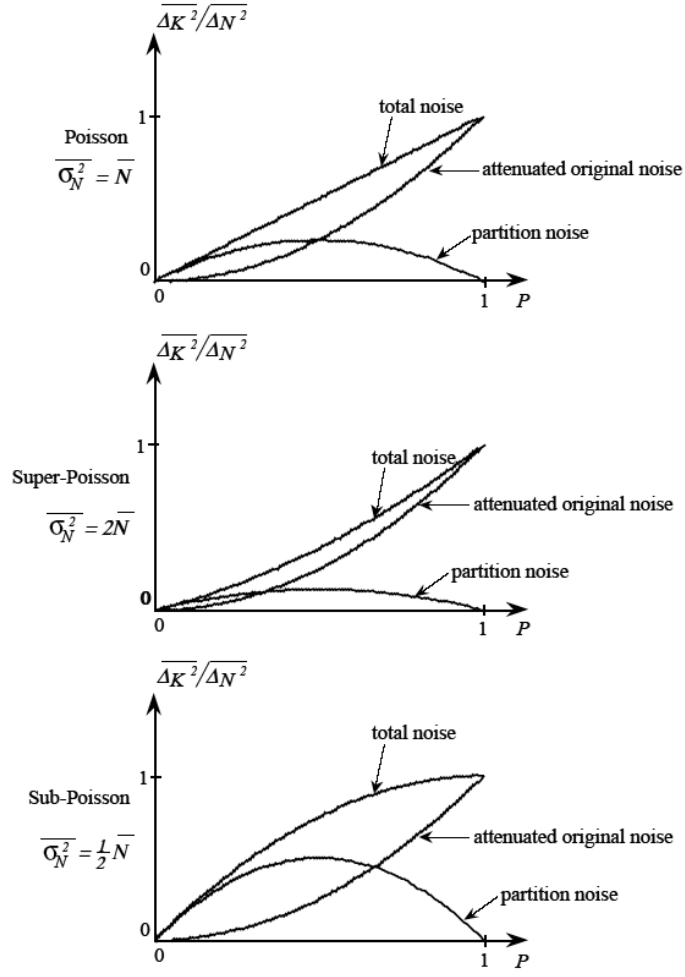 ΔK²/ΔN²
total noise
1
Poisson
attenuated original noise
σ_N² = N
partition noise
0
0
1
P
ΔK²/ΔN²
1
total noise
Super-Poisson
attenuated original noise
σ_N² = 2N
partition noise
0
0
1
P
ΔK²/ΔN²
total noise
1
Sub-Poisson
attenuated original noise
σ_N² = 1/2 N
partition noise
0
0
1
P